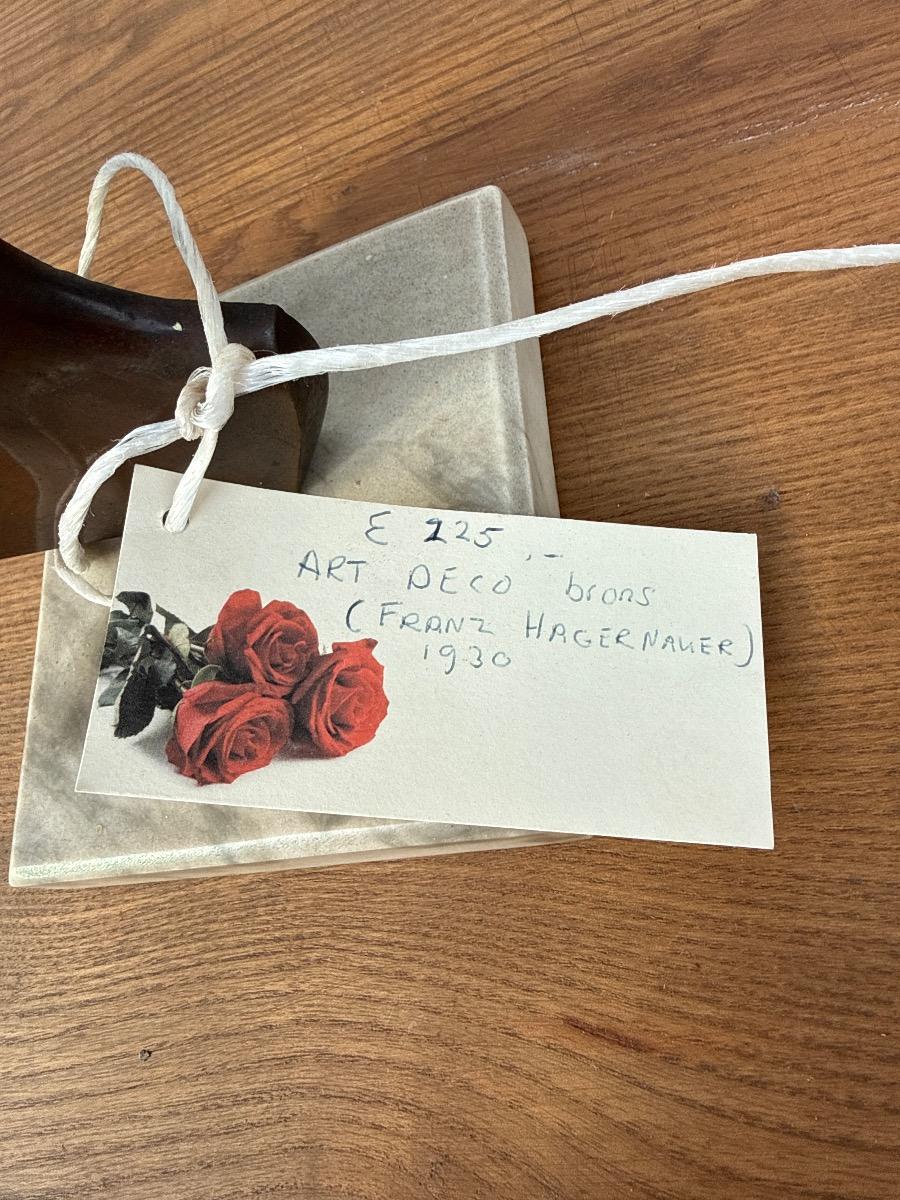 € 225,-
ART DECO brons
(FRANZ HAGERNAUER)
1930